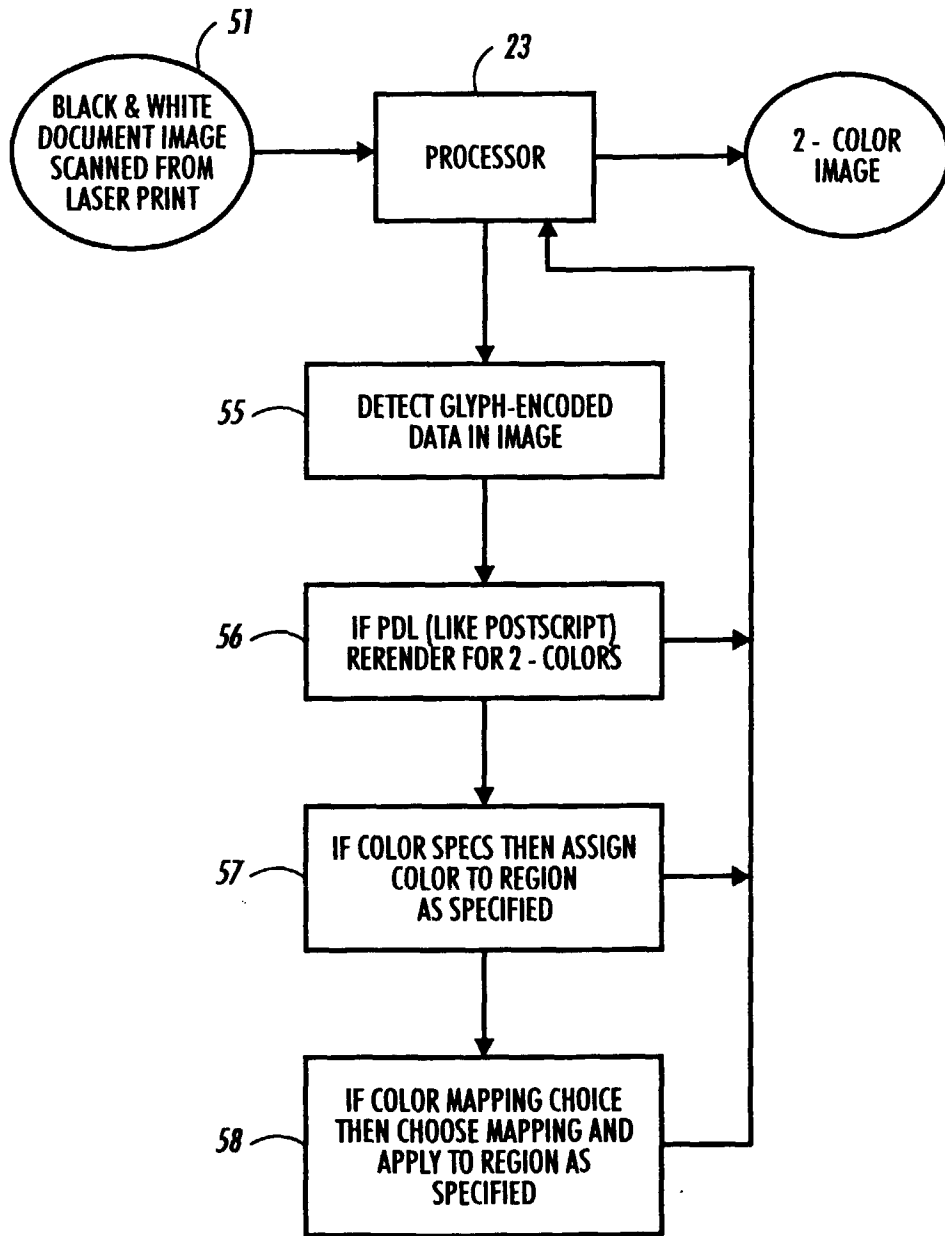 51
BLACK & WHITE
DOCUMENT IMAGE
SCANNED FROM
LASER PRINT
23
PROCESSOR
2 - COLOR
IMAGE
55
DETECT GLYPH-ENCODED
DATA IN IMAGE
56
IF PDL (LIKE POSTSCRIPT)
RERENDER FOR 2 - COLORS
57
IF COLOR SPECS THEN ASSIGN
COLOR TO REGION
AS SPECIFIED
58
IF COLOR MAPPING CHOICE
THEN CHOOSE MAPPING AND
APPLY TO REGION AS
SPECIFIED